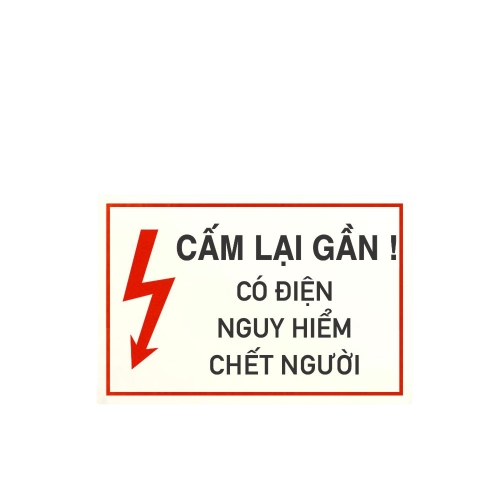 CẤM LẠI GẦN !
CÓ ĐIỆN
NGUY HIỂM
CHẾT NGƯỜI